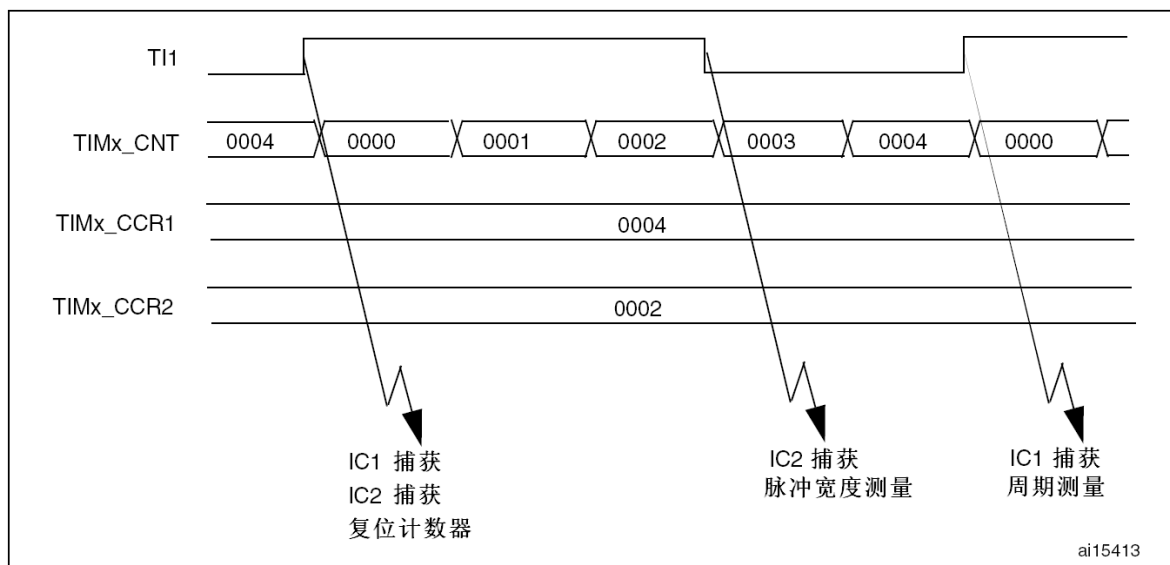 TI1
TIMx_CNT 0004 0000 0001 0002 0003 0004 0000
TIMx_CCR1 0004
TIMx_CCR2 0002
IC1 捕获
IC2 捕获
复位计数器
IC2 捕获
脉冲宽度测量
IC1 捕获
周期测量
ai15413